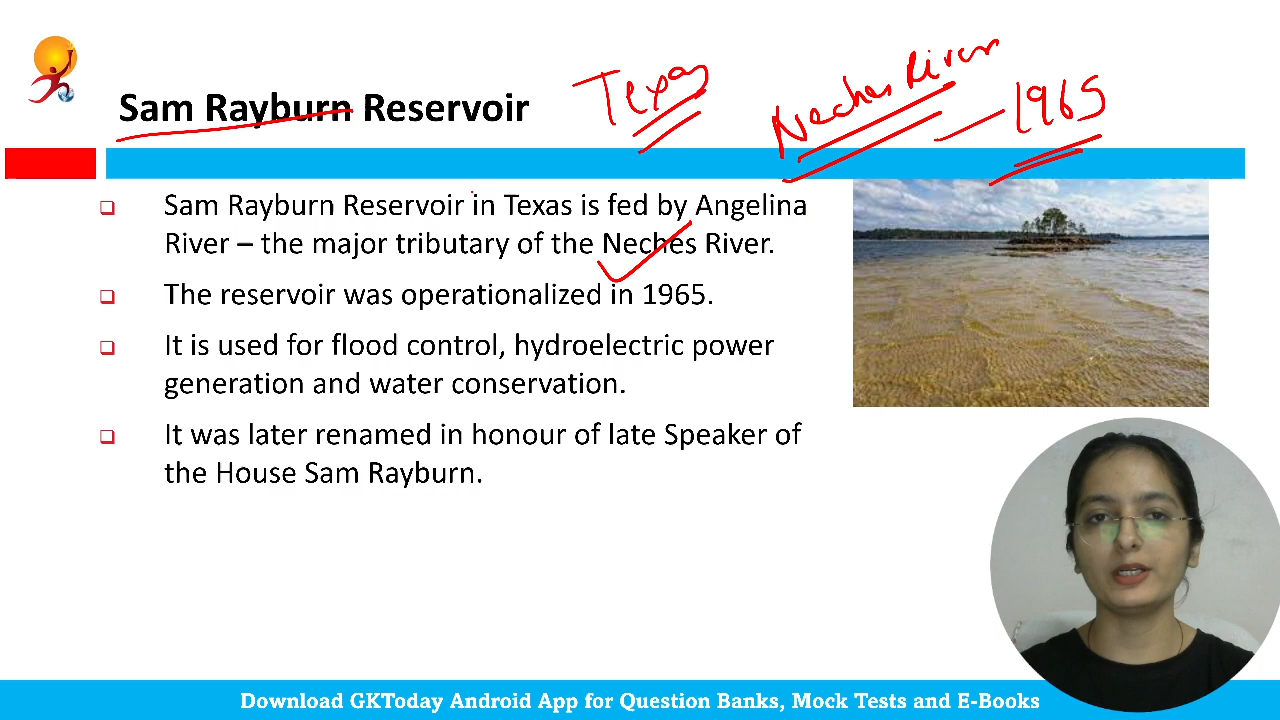 Sam Rayburn Reservoir
Texas
Neches River
1965
Sam Rayburn Reservoir in Texas is fed by Angelina
River – the major tributary of the Neches River.
The reservoir was operationalized in 1965.
It is used for flood control, hydroelectric power
generation and water conservation.
It was later renamed in honour of late Speaker of
the House Sam Rayburn.
Download GKToday Android App for Question Banks, Mock Tests and E-Books